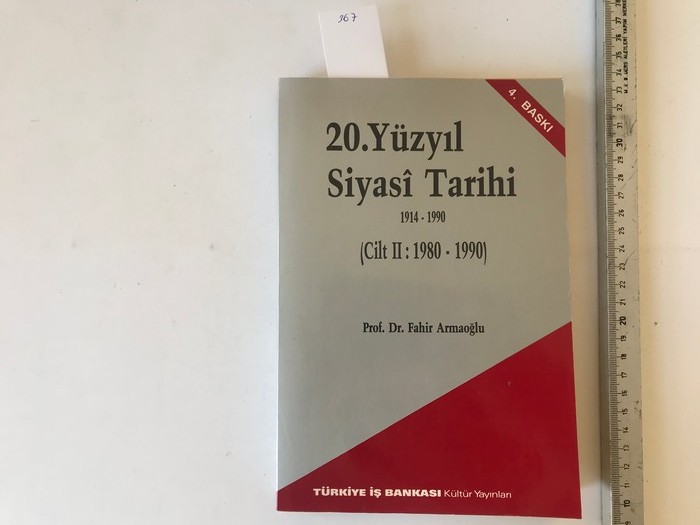 367
4. BASKI
20.Yüzyıl
Siyasî Tarihi
1914 - 1990
(Cilt II : 1980 - 1990)
Prof. Dr. Fahir Armaoğlu
TÜRKİYE İŞ BANKASI Kültür Yayınları